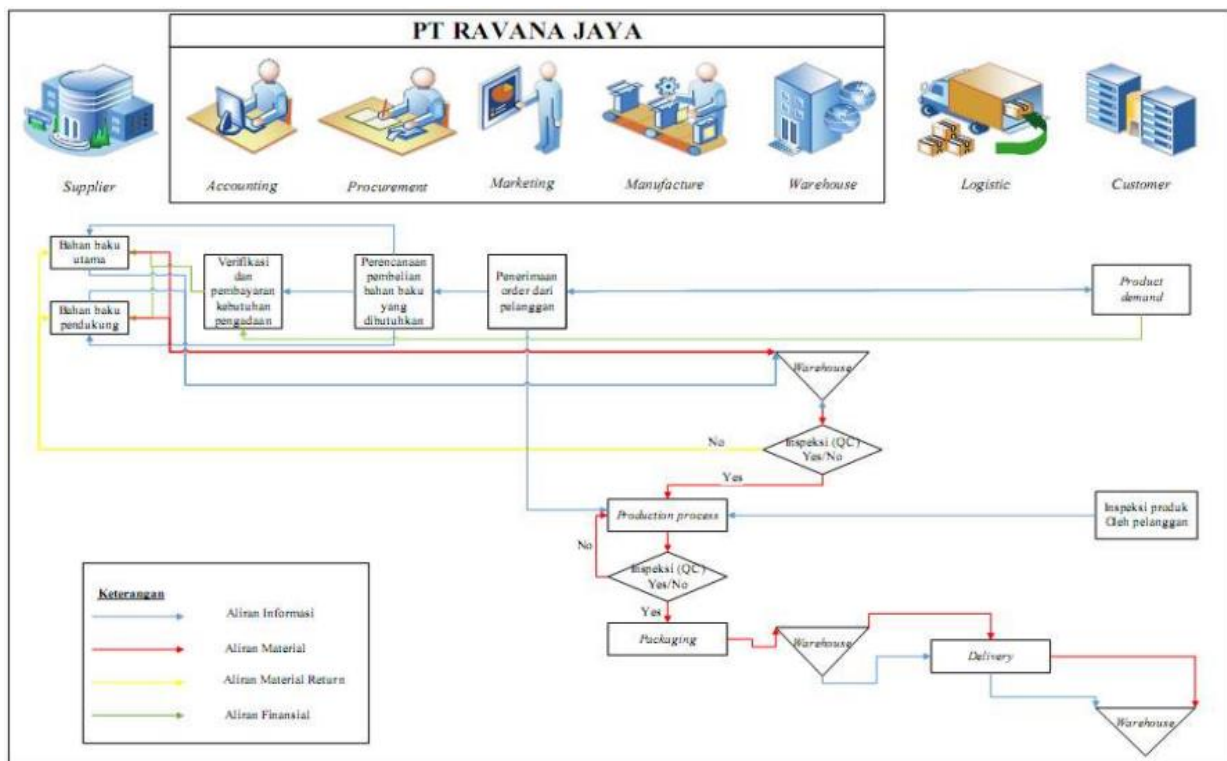 PT RAVANA JAYA
Supplier
Accounting
Procurement
Marketing
Manufacture
Warehouse
Logistic
Customer
Bahan baku
utama
Verifikasi
dan
pembayaran
kebutuhan
pengadaan
Perencanaan
pembelian
bahan baku
yang
dibutuhkan
Penerimaan
order dari
pelanggan
Product
demand
Bahan baku
pendukung
Warehouse
Inspeksi (QC)
Yes/No
No
Yes
Production process
Inspeksi produk
Oleh pelanggan
No
Inspeksi (QC)
Yes/No
Yes
Packaging
Warehouse
Delivery
Warehouse
Keterangan
Aliran Informasi
Aliran Material
Aliran Material Return
Aliran Finansial